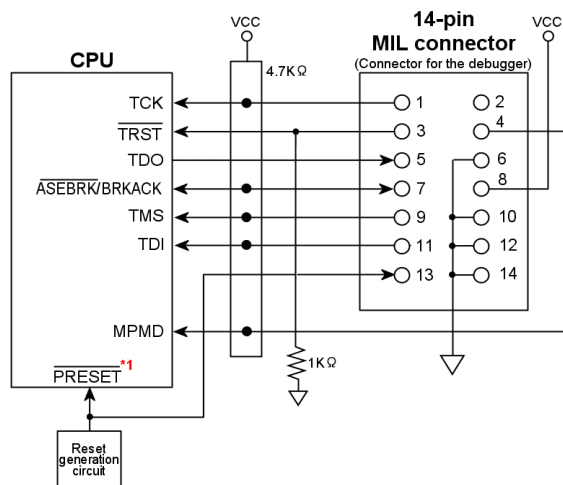 VCC
14-pin
MIL connector
(Connector for the debugger)
VCC
CPU
4.7KΩ
TCK
1
2
TRST
3
4
TDO
5
6
ASEBRK/BRKACK
7
8
TMS
9
10
TDI
11
12
13
14
MPMD
PRESET*1
1KΩ
Reset
generation
circuit